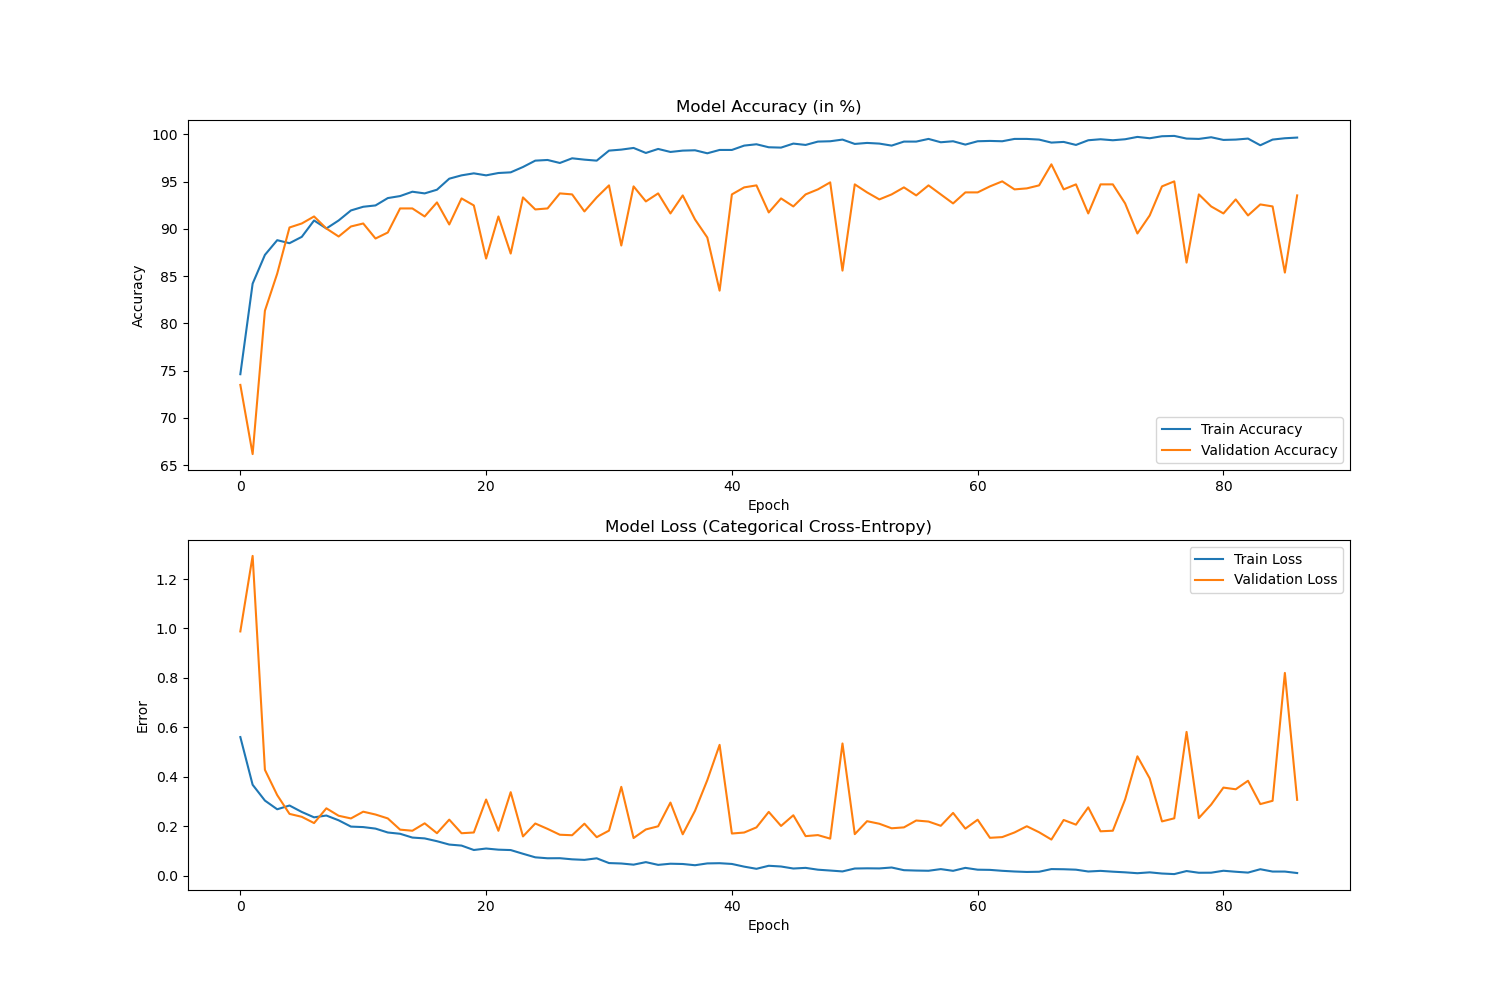 Model Accuracy (in %)
100
95
90
85
80
75
70
65
Accuracy
Train Accuracy
Validation Accuracy
0 20 40 60 80
Epoch
Model Loss (Categorical Cross-Entropy)
1.2
1.0
0.8
0.6
0.4
0.2
0.0
Error
Train Loss
Validation Loss
0 20 40 60 80
Epoch